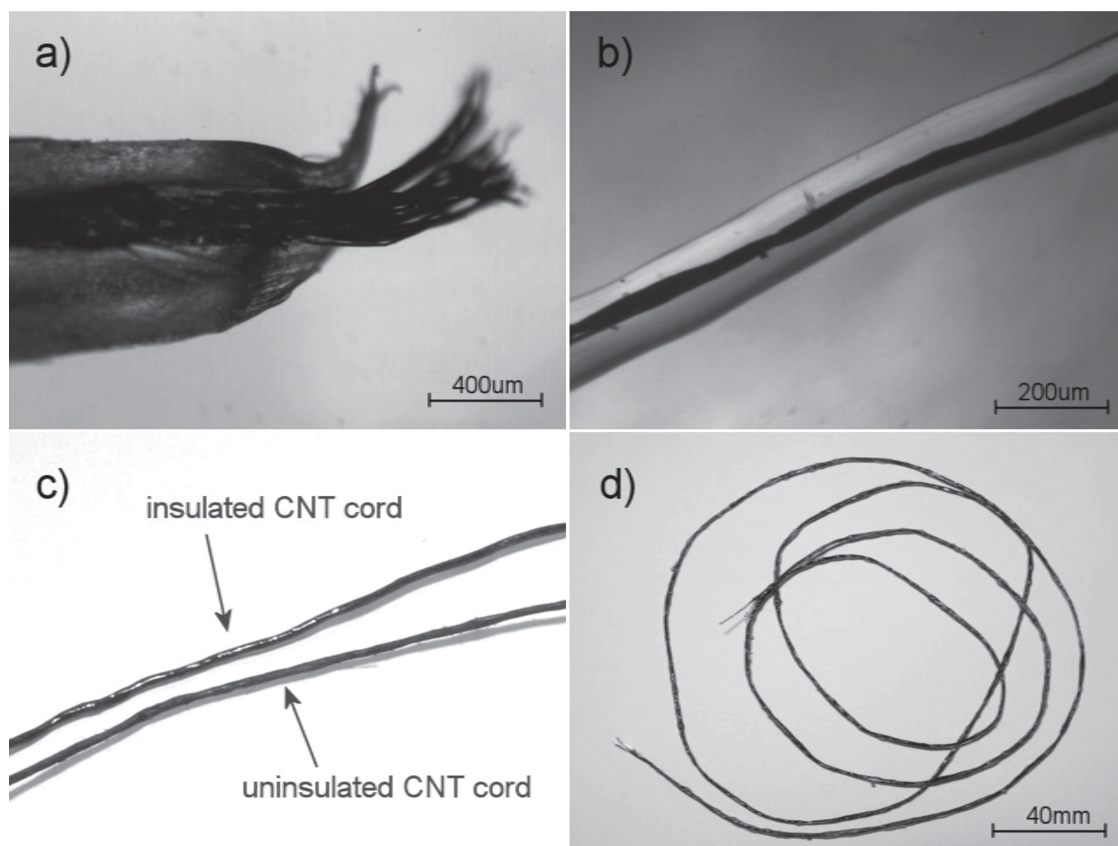 a)
400um
b)
200um
c)
insulated CNT cord
uninsulated CNT cord
d)
40mm